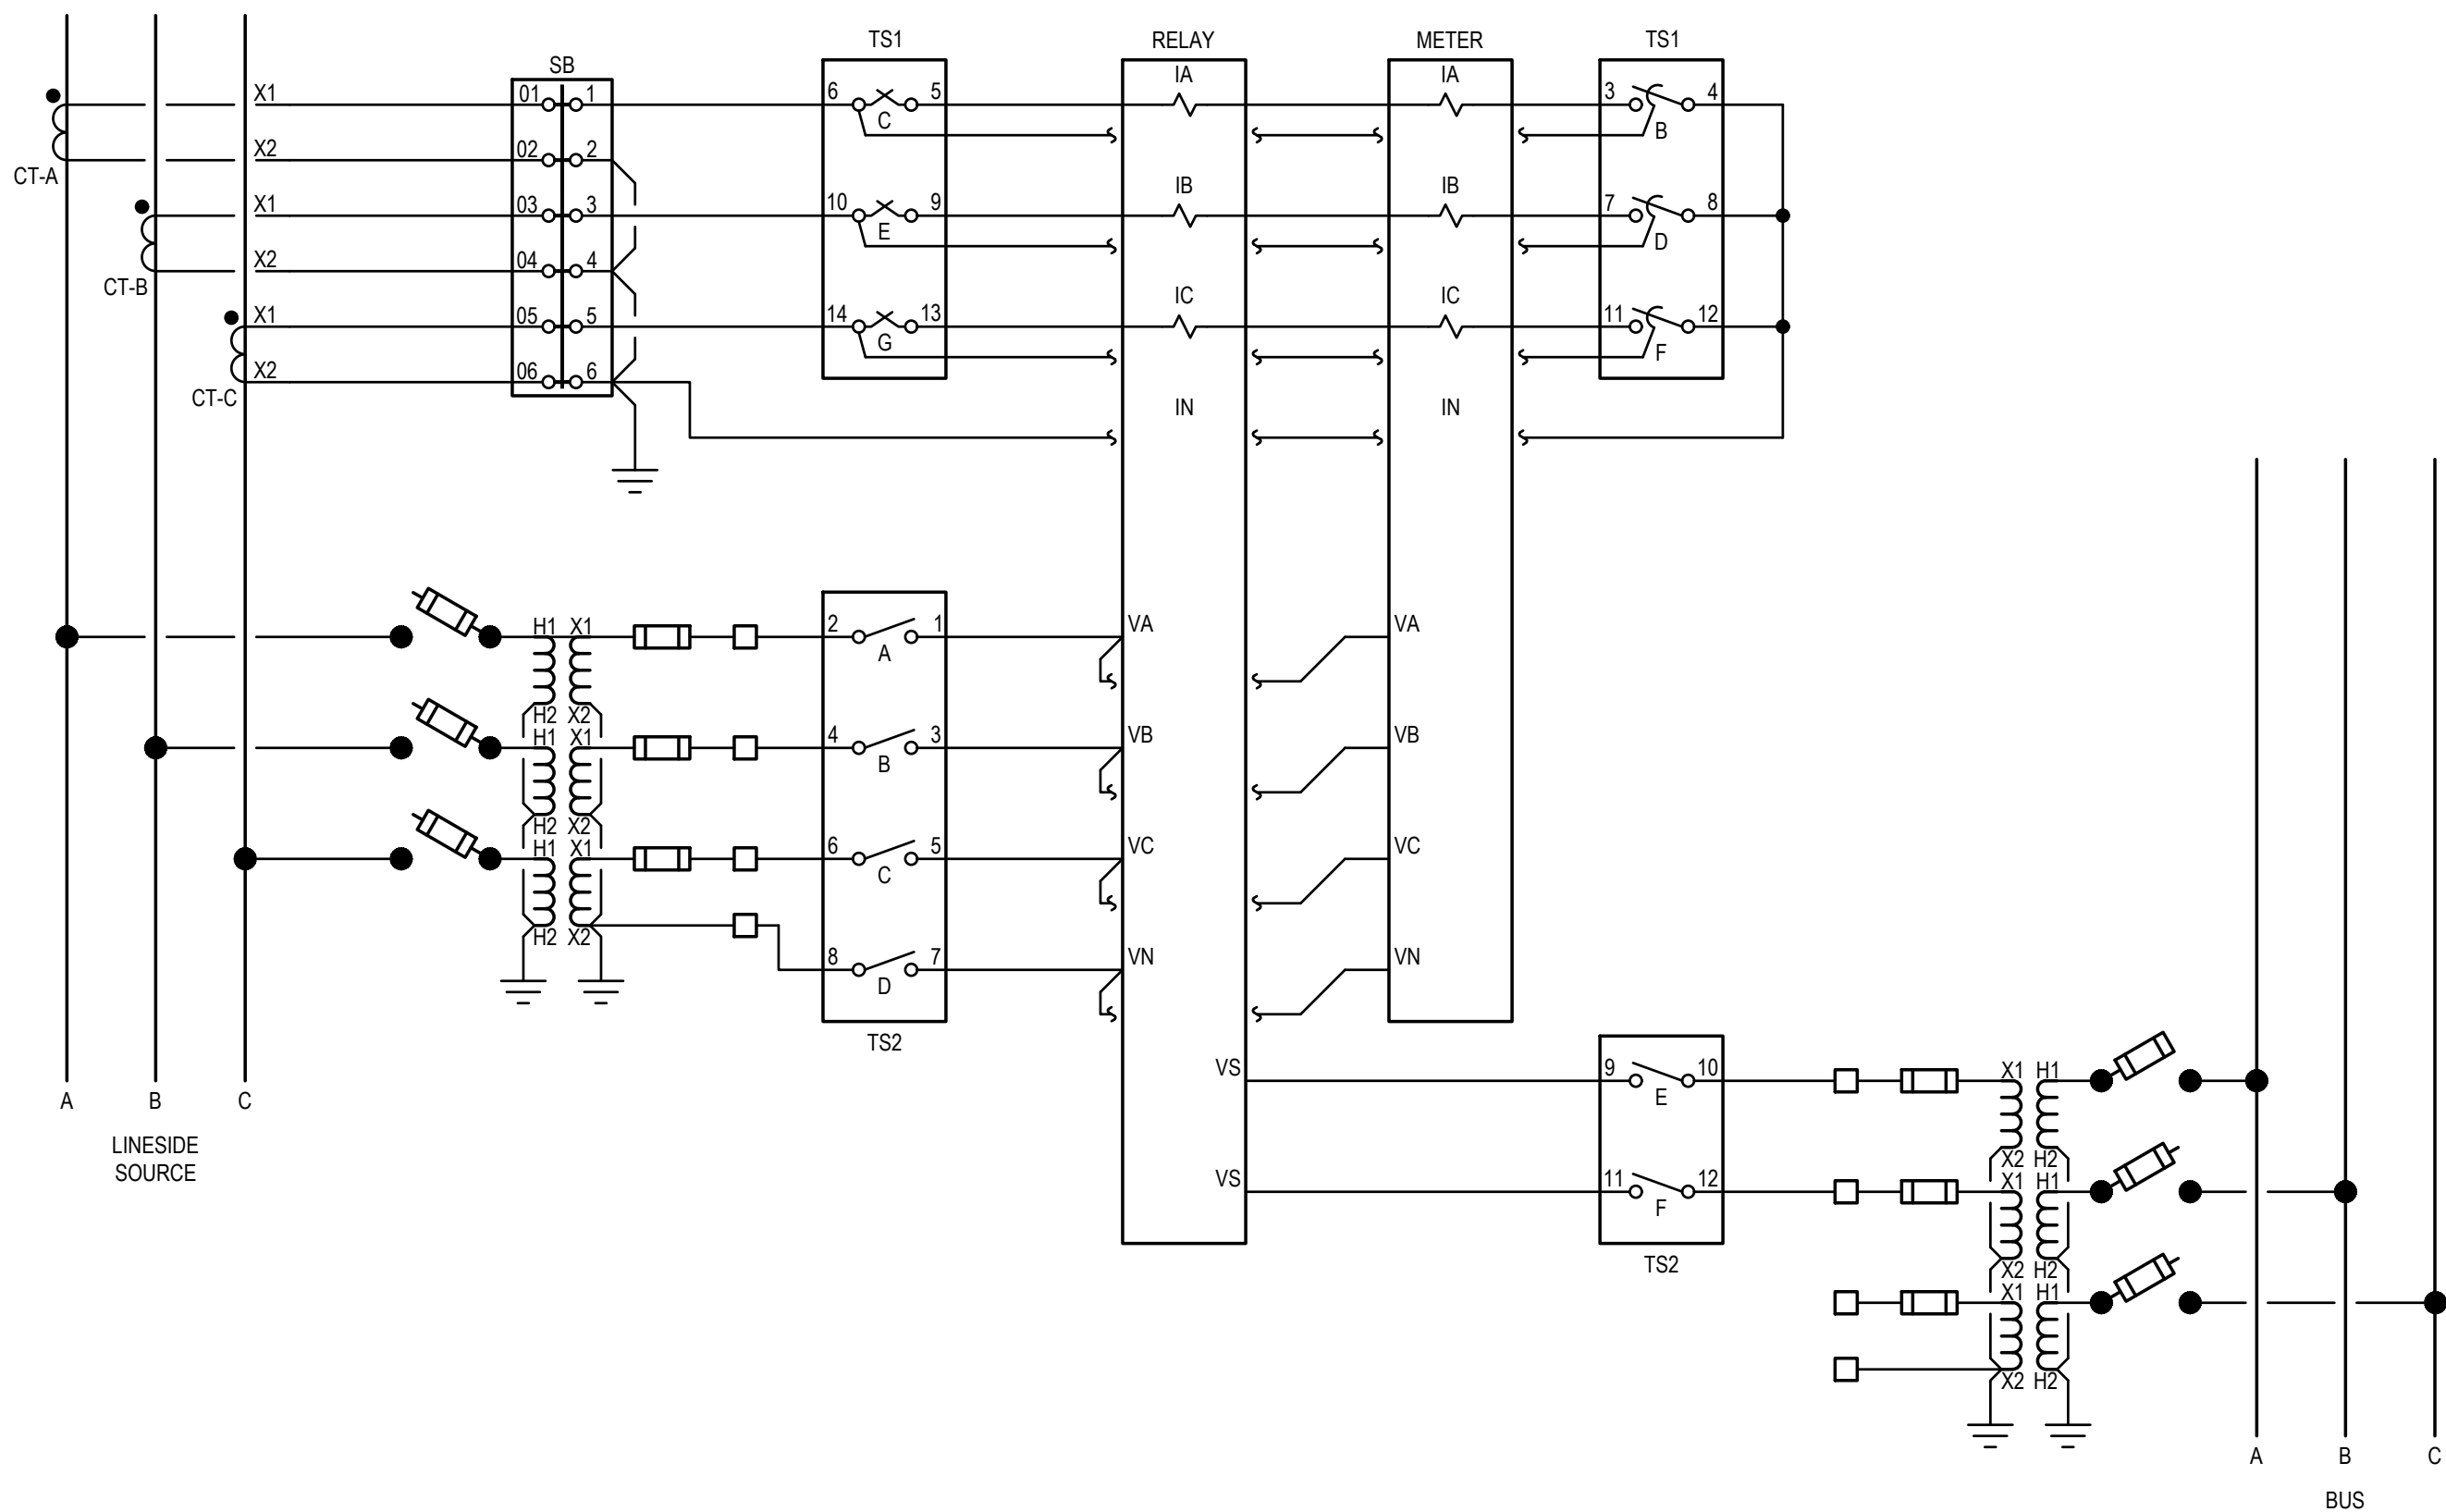 TS1 RELAY METER TS1
SB
IA IA
X1 01 1 6 5 3 4
C B
X2 02 2
CT-A
IB IB
X1 03 3 10 9 7 8
E D
X2 04 4
CT-B
IC IC
X1 05 5 14 13 11 12
G F
X2 06 6
CT-C
IN IN
H1 X1 2 1 VA VA
A
H2 X2
H1 X1 4 3 VB VB
B
H2 X2
H1 X1 6 5 VC VC
C
H2 X2
8 7 VN VN
D
TS2
VS 9 10 X1 H1
E
A B C
LINESIDE
SOURCE
X2 H2
VS 11 12 X1 H1
F
TS2
X2 H2
X1 H1
X2 H2
A B C
BUS